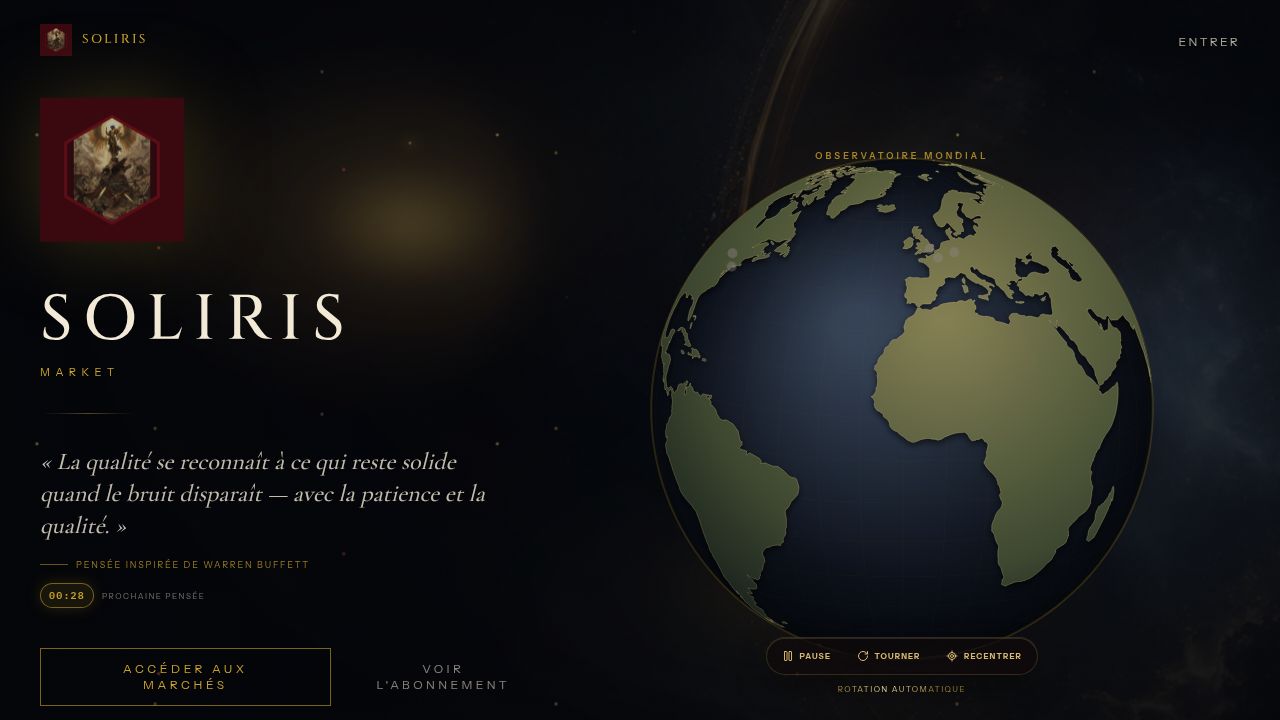 SOLIRIS
ENTRER
SOLIRIS
MARKET
« La qualité se reconnaît à ce qui reste solide
quand le bruit disparaît — avec la patience et la
qualité. »
PENSÉE INSPIRÉE DE WARREN BUFFETT
00:28 PROCHAINE PENSÉE
ACCÉDER AUX
MARCHÉS
VOIR
L'ABONNEMENT
OBSERVATOIRE MONDIAL
PAUSE TOURNER RECENTRER
ROTATION AUTOMATIQUE